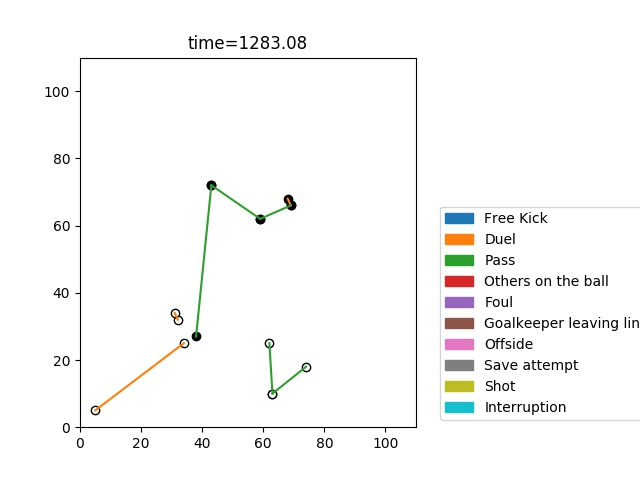 time=1283.08
100
80
60
40
20
0
0 20 40 60 80 100
Free Kick
Duel
Pass
Others on the ball
Foul
Goalkeeper leaving lin
Offside
Save attempt
Shot
Interruption